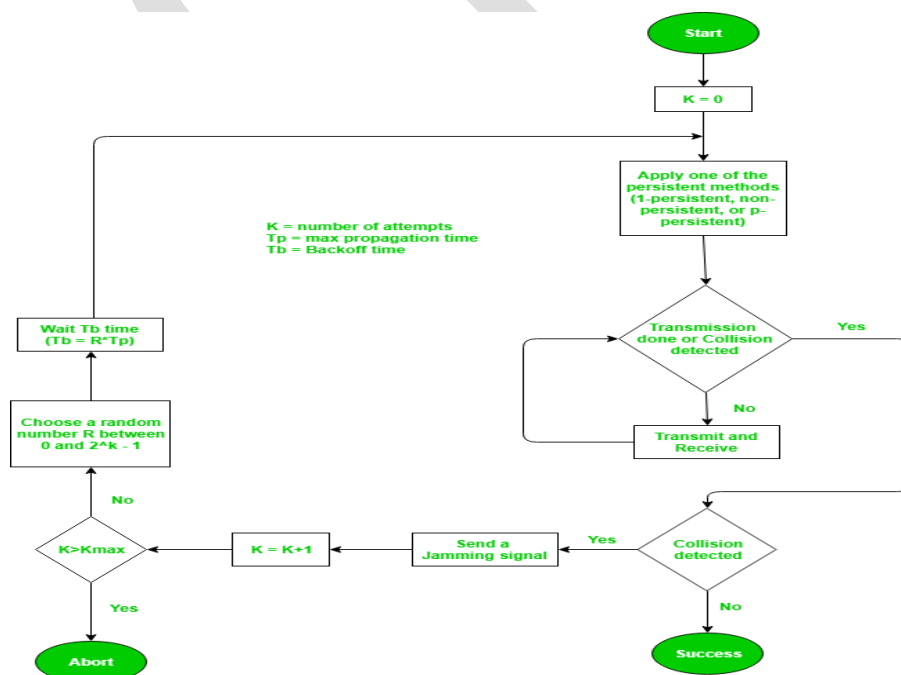 Start
K = 0
Apply one of the
persistent methods
(1-persistent, non-
persistent, or p-
persistent)
K = number of attempts
Tp = max propagation time
Tb = Backoff time
Wait Tb time
(Tb = R*Tp)
Transmission
done or Collision
detected
Yes
No
Transmit and
Receive
Choose a random
number R between
0 and 2^k - 1
No
K>Kmax
K = K+1
Send a
Jamming signal
Yes
Collision
detected
Yes
No
Abort
Success